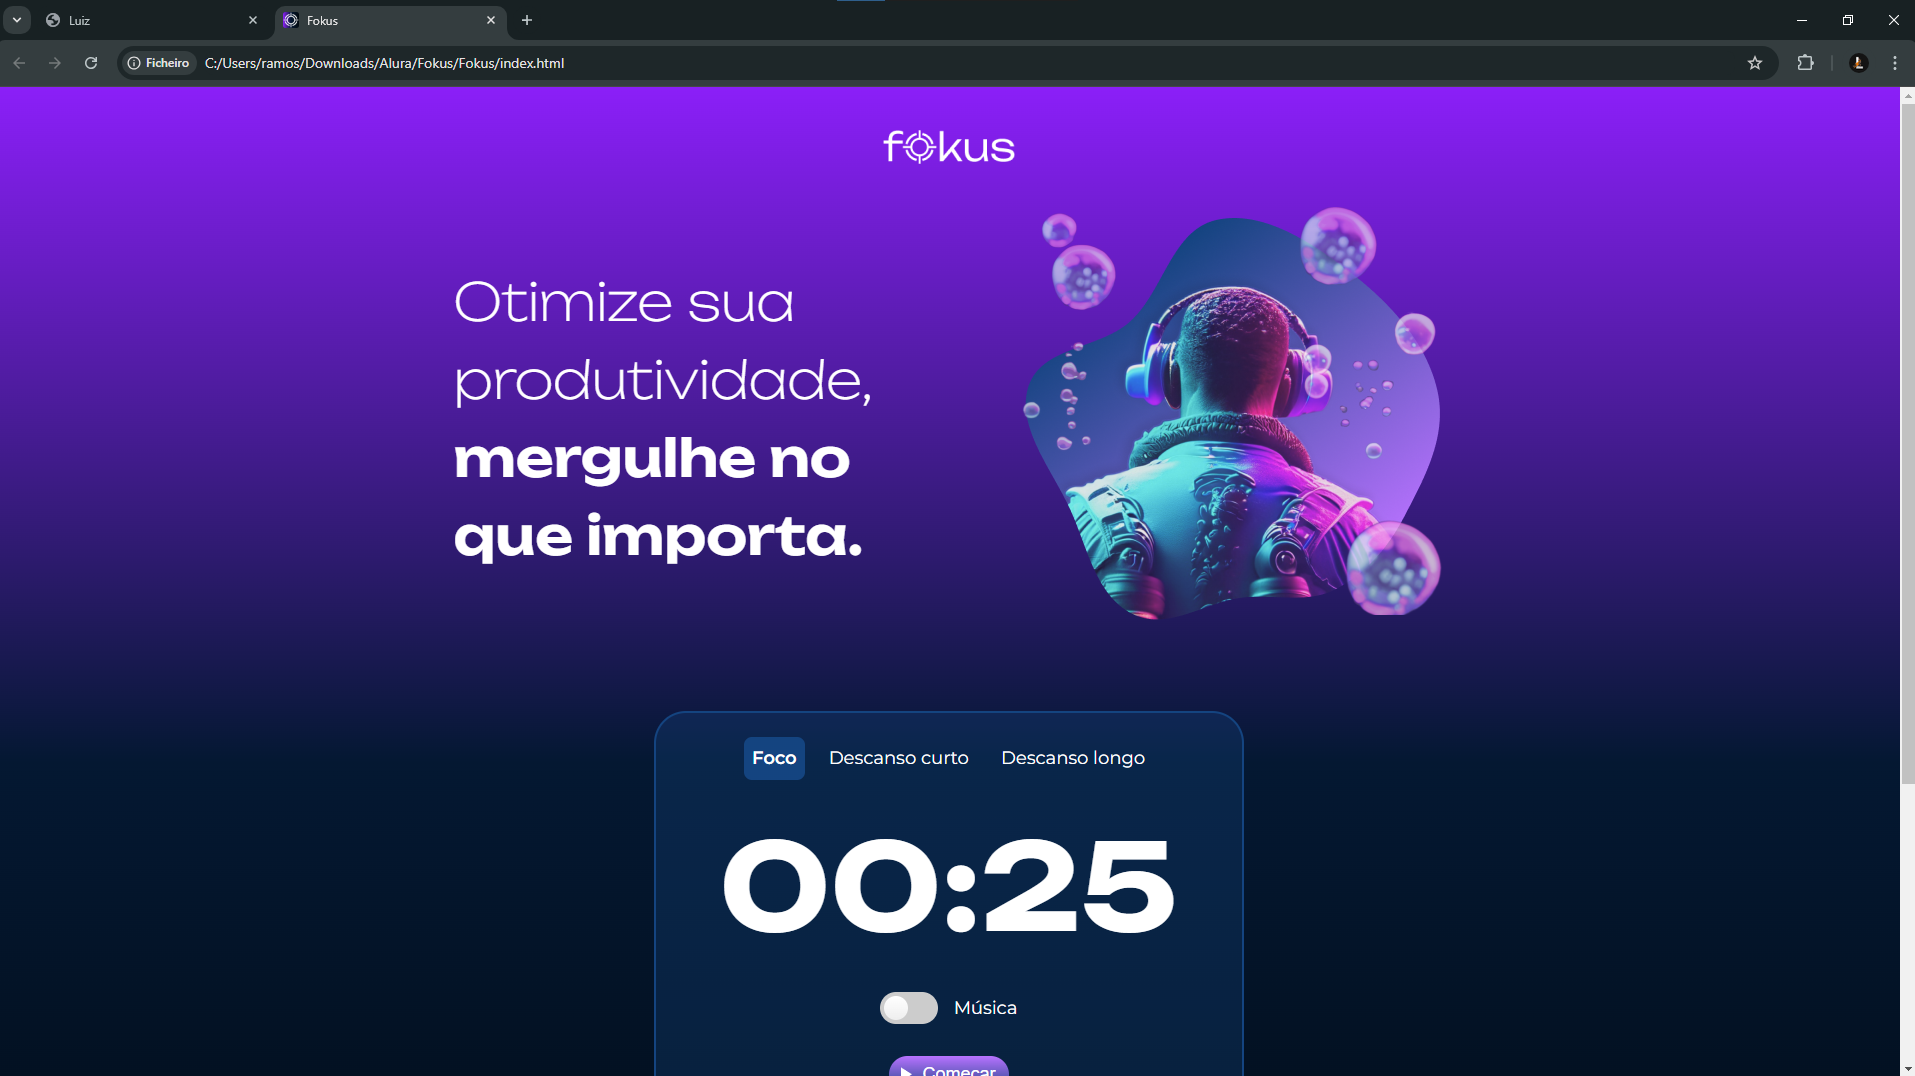 Luiz
Fokus
Ficheiro
C:/Users/ramos/Downloads/Alura/Fokus/Fokus/index.html
fokus
Otimize sua
produtividade,
mergulhe no
que importa.
Foco
Descanso curto
Descanso longo
00:25
Música
Começar